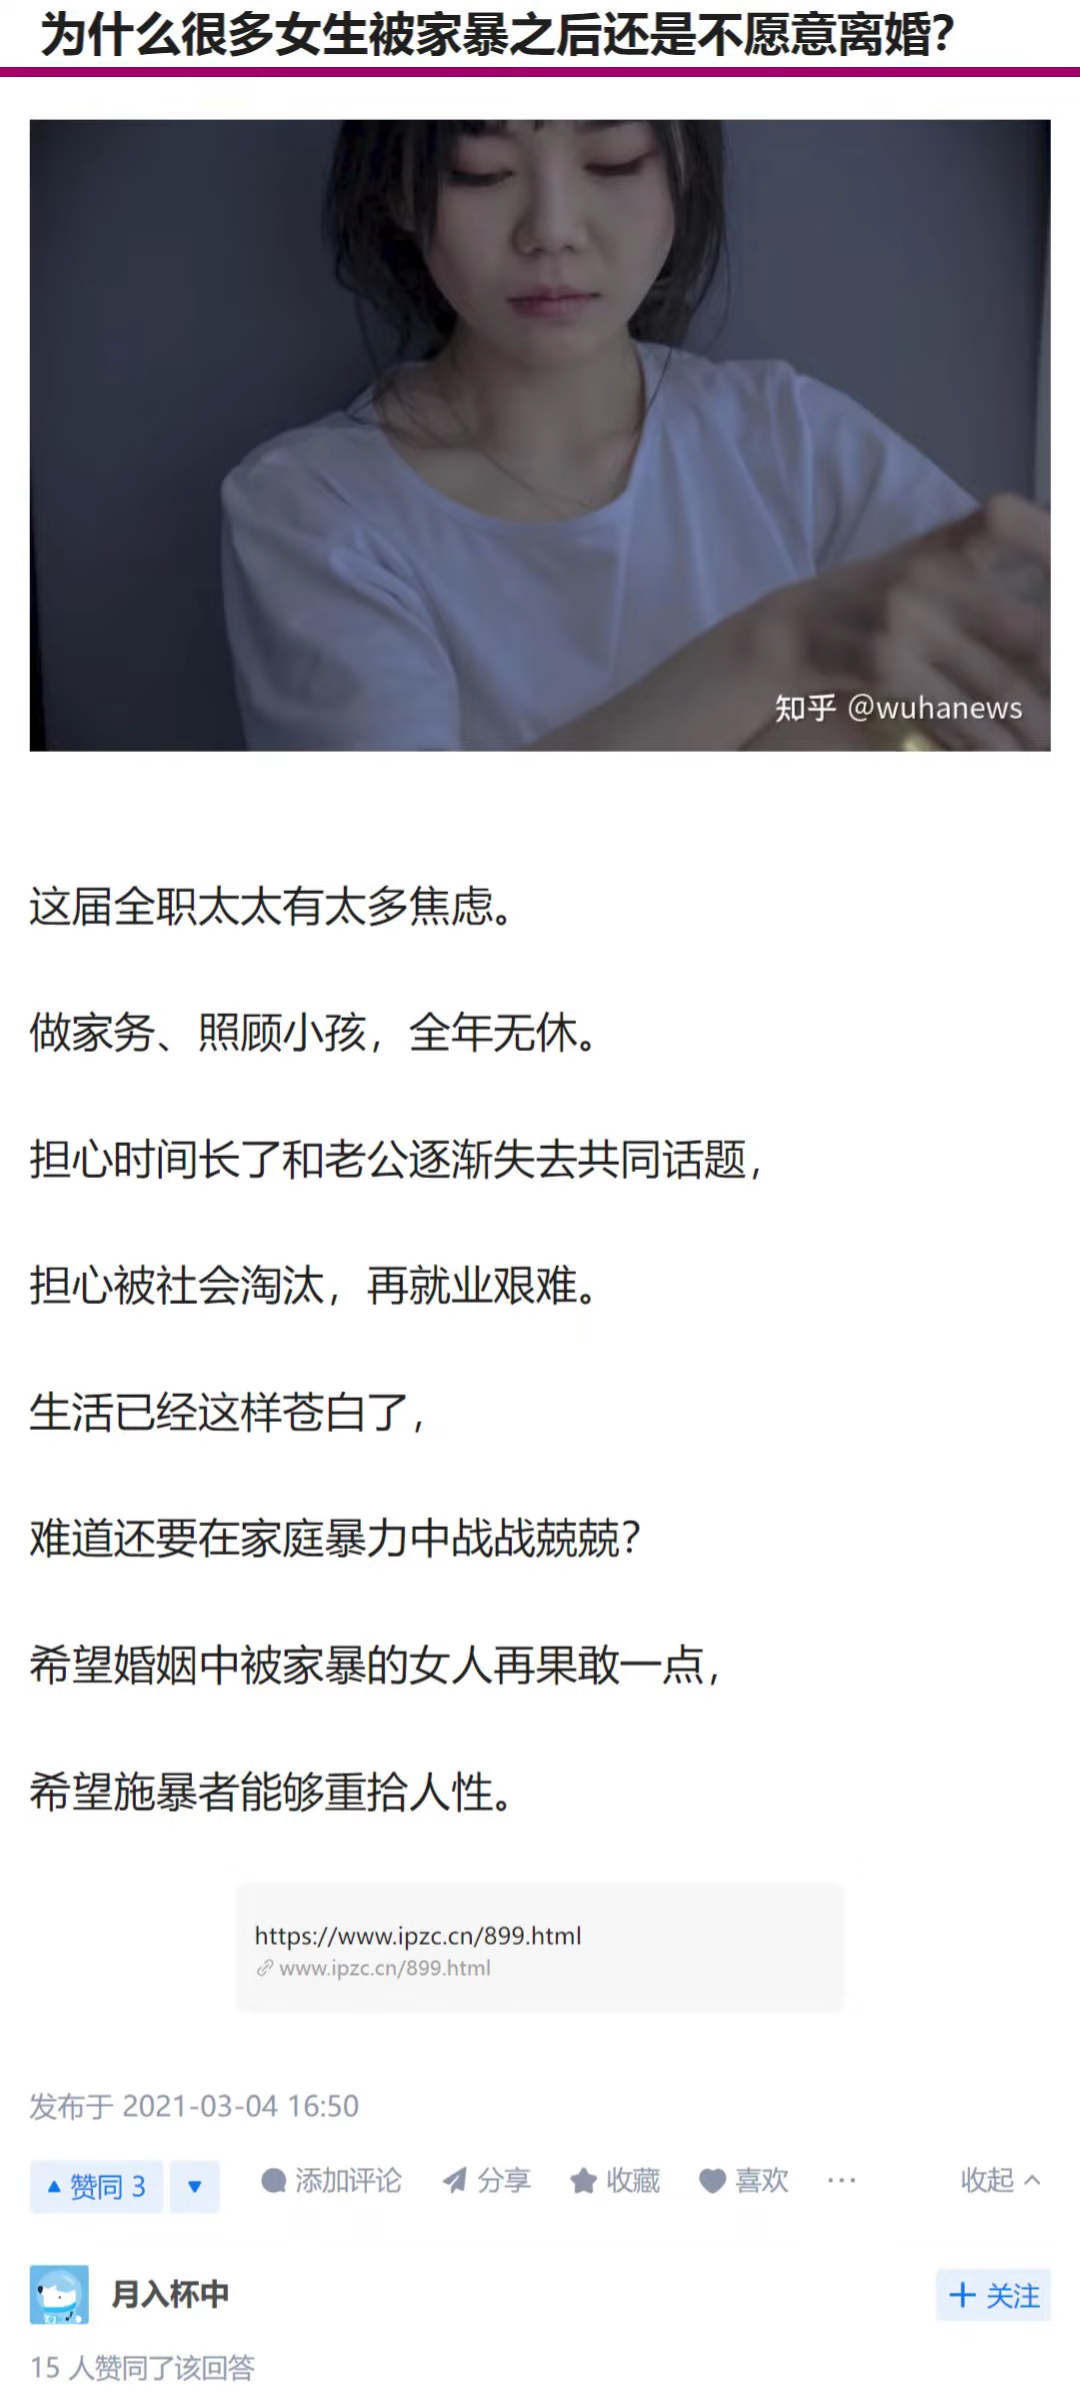 为什么很多女生被家暴之后还是不愿意离婚?
知乎 @wuhanews
这届全职太太有太多焦虑。
做家务、照顾小孩，全年无休。
担心时间长了和老公逐渐失去共同话题，
担心被社会淘汰，再就业艰难。
生活已经这样苍白了，
难道还要在家庭暴力中战战兢兢？
希望婚姻中被家暴的女人再果敢一点，
希望施暴者能够重拾人性。
https://www.ipzc.cn/899.html
www.ipzc.cn/899.html
发布于 2021-03-04 16:50
赞同 3 添加评论 分享 收藏 喜欢 ··· 收起
月入杯中 + 关注
15 人赞同了该回答